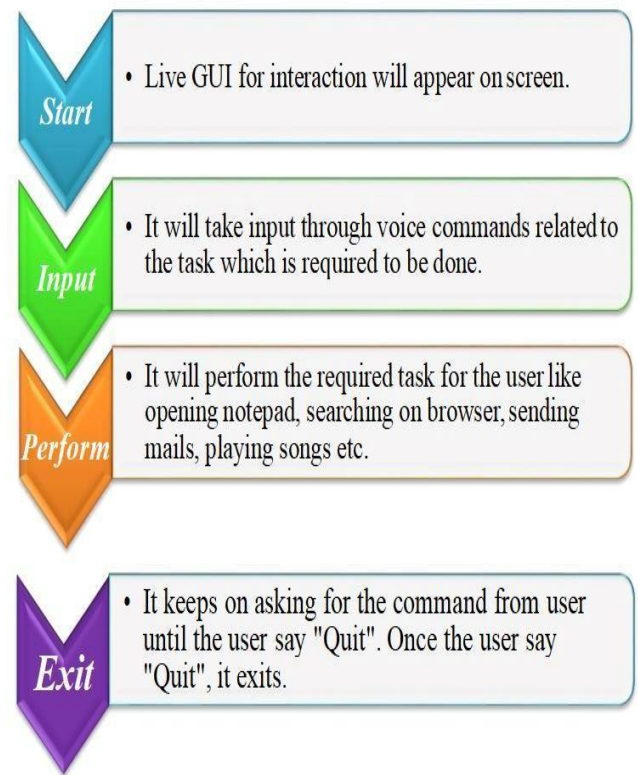 Start
• Live GUI for interaction will appear on screen.
Input
• It will take input through voice commands related to
the task which is required to be done.
Perform
• It will perform the required task for the user like
opening notepad, searching on browser, sending
mails, playing songs etc.
Exit
• It keeps on asking for the command from user
until the user say "Quit". Once the user say
"Quit", it exits.